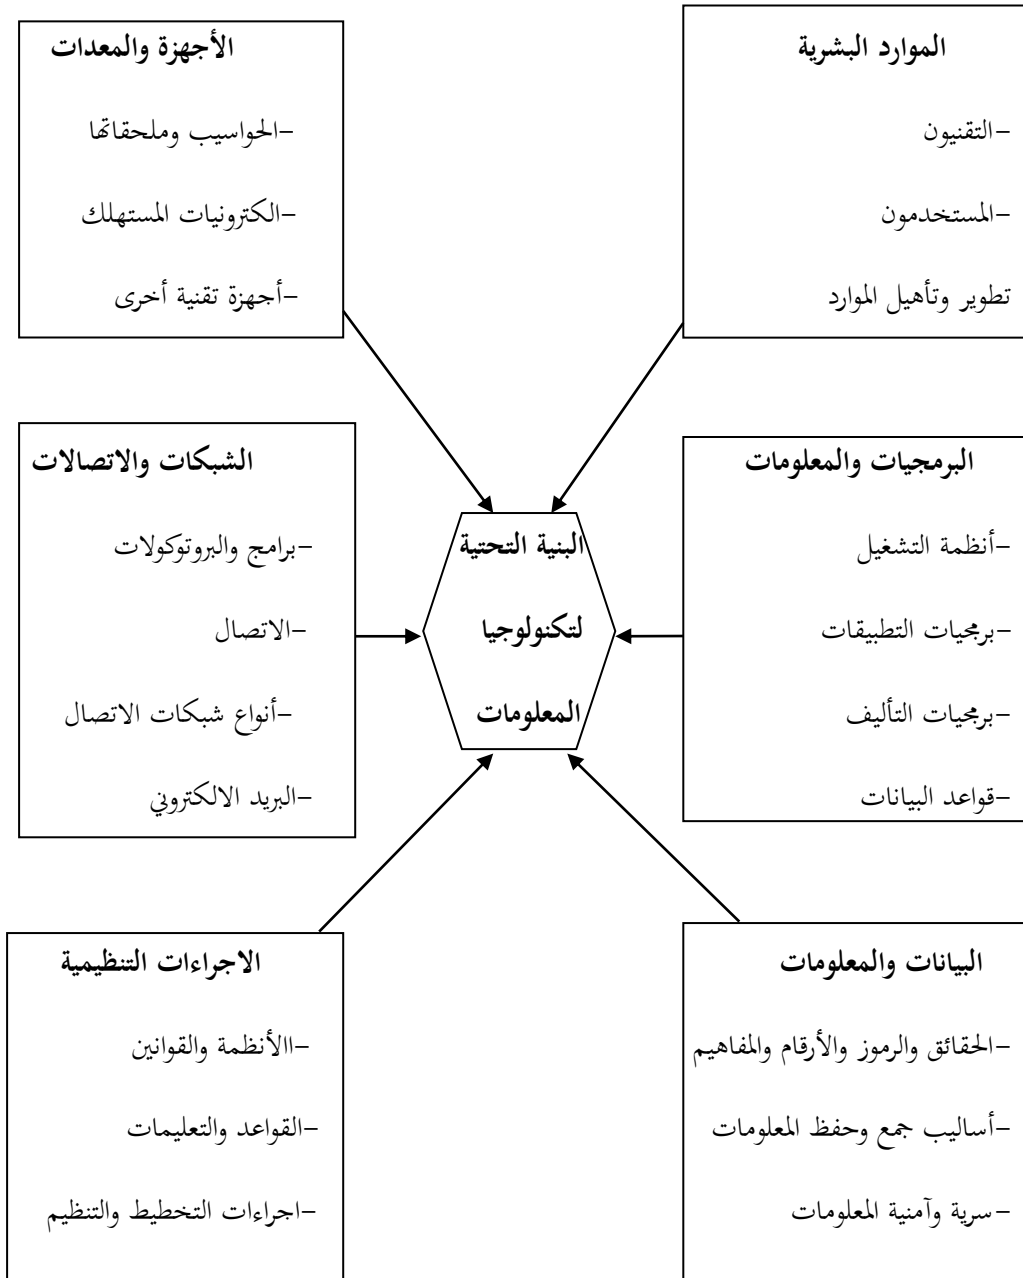 الموارد البشرية
-التقنيون
-المستخدمون
تطوير وتأهيل الموارد
الأجهزة والمعدات
-الحواسيب وملحقاتها
-الكترونيات المستهلك
-أجهزة تقنية أخرى
البرمجيات والمعلومات
-أنظمة التشغيل
-برمجيات التطبيقات
-برمجيات التأليف
-قواعد البيانات
البنية التحتية
لتكنولوجيا
المعلومات
الشبكات والاتصالات
-برامج والبروتوكولات
-الاتصال
-أنواع شبكات الاتصال
-البريد الالكتروني
البيانات والمعلومات
-الحقائق والرموز والأرقام والمفاهيم
-أساليب جمع وحفظ المعلومات
-سرية وآمنية المعلومات
الاجراءات التنظيمية
-االأنظمة والقوانين
-القواعد والتعليمات
-اجراءات التخطيط والتنظيم